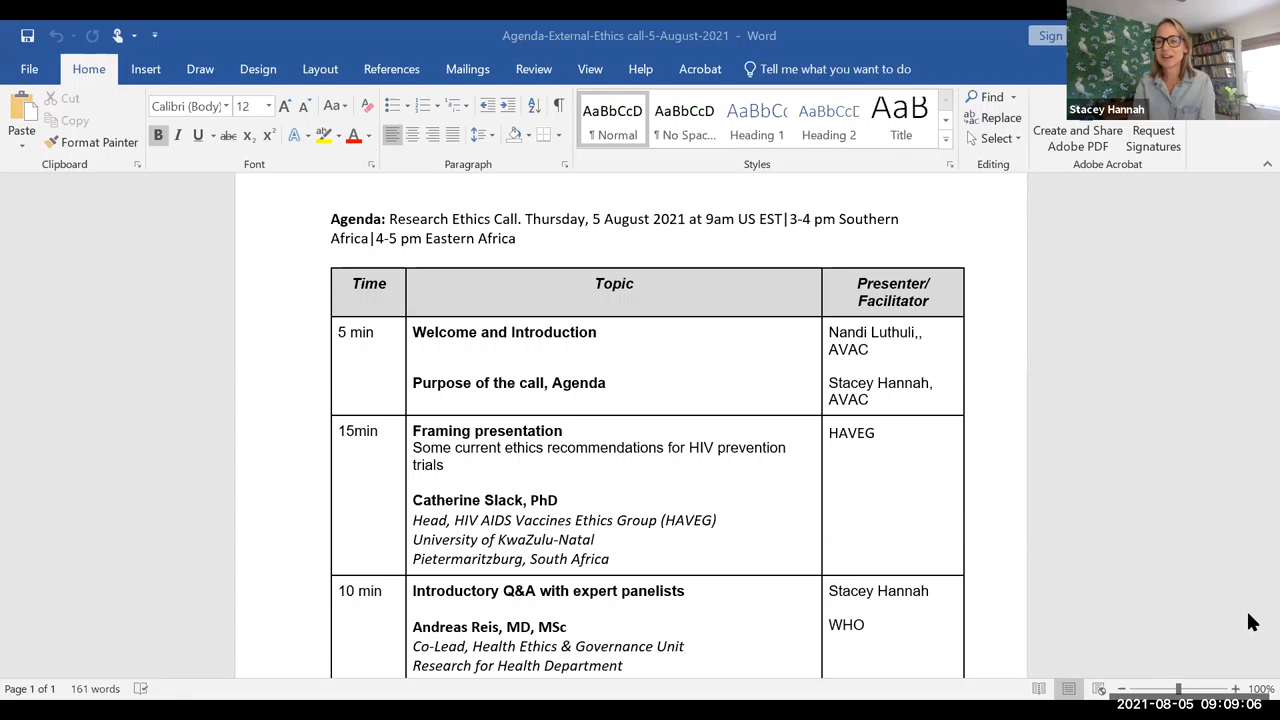 Agenda-External-Ethics call-5-August-2021 - Word
Sign
File Home Insert Draw Design Layout References Mailings Review View Help Acrobat Tell me what you want to do
Stacey Hannah
Paste
Cut
Copy
Format Painter
Clipboard
Calibri (Body) 12
Font
Paragraph
AaBbCcD AaBbCcD AaBbC( AaBbCcD AaB
¶ Normal ¶ No Spac... Heading 1 Heading 2 Title
Styles
Find
Replace
Select
Editing
Create and Share Adobe PDF
Request Signatures
Adobe Acrobat
Agenda: Research Ethics Call. Thursday, 5 August 2021 at 9am US EST|3-4 pm Southern
Africa|4-5 pm Eastern Africa
Time Topic Presenter/
Facilitator
5 min Welcome and Introduction Nandi Luthuli,,
AVAC
Purpose of the call, Agenda Stacey Hannah,
AVAC
15min Framing presentation HAVEG
Some current ethics recommendations for HIV prevention
trials
Catherine Slack, PhD
Head, HIV AIDS Vaccines Ethics Group (HAVEG)
University of KwaZulu-Natal
Pietermaritzburg, South Africa
10 min Introductory Q&A with expert panelists Stacey Hannah
Andreas Reis, MD, MSc WHO
Co-Lead, Health Ethics & Governance Unit
Research for Health Department
Page 1 of 1 161 words 100%
2021-08-05 09:09:06